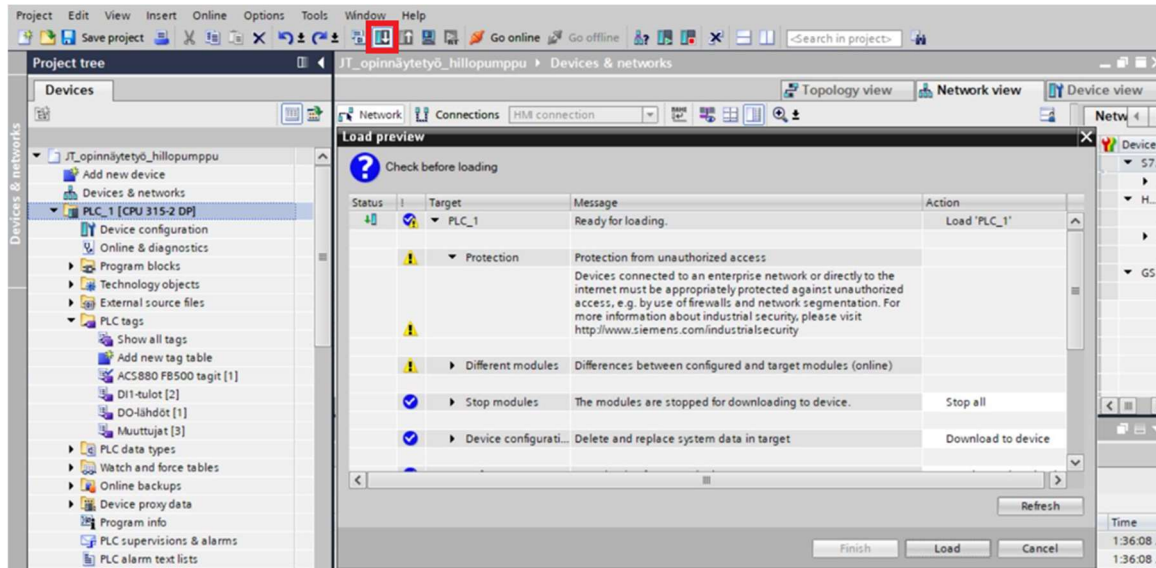 Project Edit View Insert Online Options Tools Window Help
Save project Go online Go offline <Search in project>
Project tree
JT_opinnäytetyö_hillopumppu Devices & networks
Devices
Topology view Network view Device view
Network Connections HMI connection
Netw
Devices & networks
Load preview
Device
Check before loading
JT_opinnäytetyö_hillopumppu
Add new device
Devices & networks
PLC_1 [CPU 315-2 DP]
Device configuration
Online & diagnostics
Program blocks
Technology objects
External source files
PLC tags
Show all tags
Add new tag table
ACS880 FB500 tagit [1]
DI1-tulot [2]
DO-lähdöt [1]
Muuttujat [3]
PLC data types
Watch and force tables
Online backups
Device proxy data
Program info
PLC supervisions & alarms
PLC alarm text lists
Status ! Target Message Action
PLC_1 Ready for loading. Load 'PLC_1'
Protection Protection from unauthorized access
Devices connected to an enterprise network or directly to the
internet must be appropriately protected against unauthorized
access, e.g. by use of firewalls and network segmentation. For
more information about industrial security, please visit
http://www.siemens.com/industrialsecurity
Different modules Differences between configured and target modules (online)
Stop modules The modules are stopped for downloading to device. Stop all
Device configurati... Delete and replace system data in target Download to device
Refresh
Finish Load Cancel
S7
H...
GS
Time
1:36:08
1:36:08